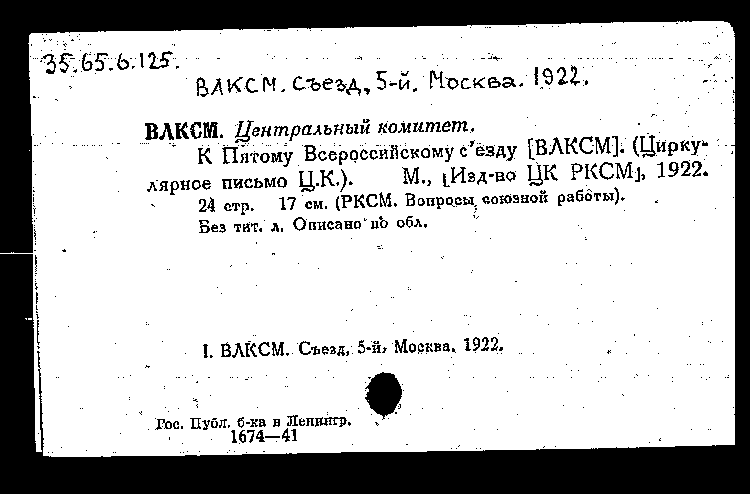 35.65.6.125.
ВЛКСМ. Съезд, 5-й. Москва. 1922.
ВЛКСМ. Центральный комитет.
К Пятому Всероссийскому с'езду [ВЛКСМ]. (Цирку-
лярное письмо Ц.К.). М., [Изд-во ЦК РКСМ], 1922.
24 стр. 17 см. (РКСМ. Вопросы союзной работы).
Без тит. л. Описано по обл.
I. ВЛКСМ. Съезд, 5-й, Москва. 1922.
Гос. Публ. б-ка в Ленингр.
1674—41